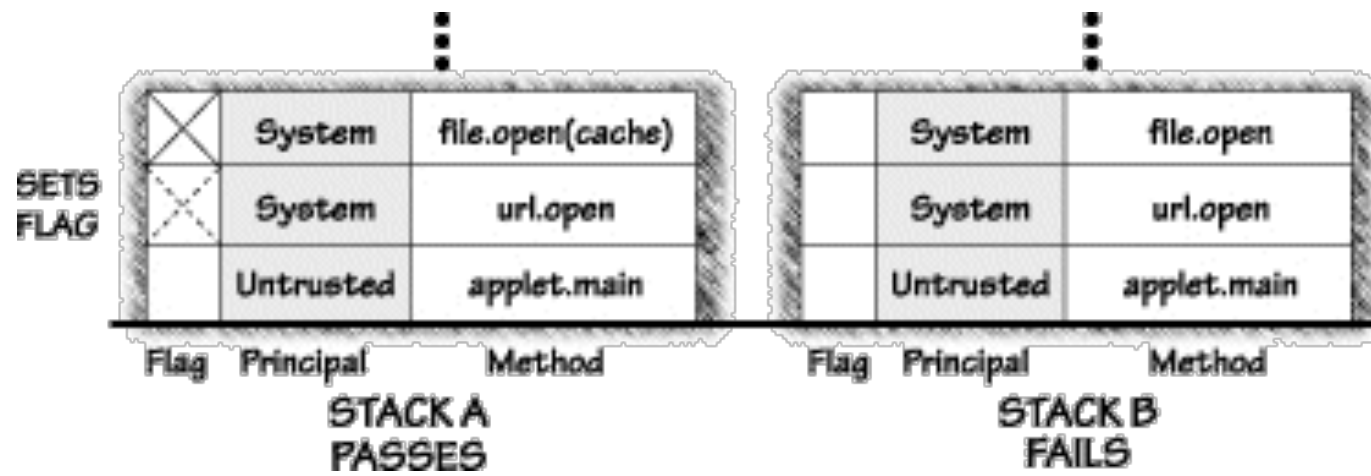 System file.open(cache)
SETS FLAG
System url.open
Untrusted applet.main
Flag Principal Method
STACK A
PASSES
System file.open
System url.open
Untrusted applet.main
Flag Principal Method
STACK B
FAILS